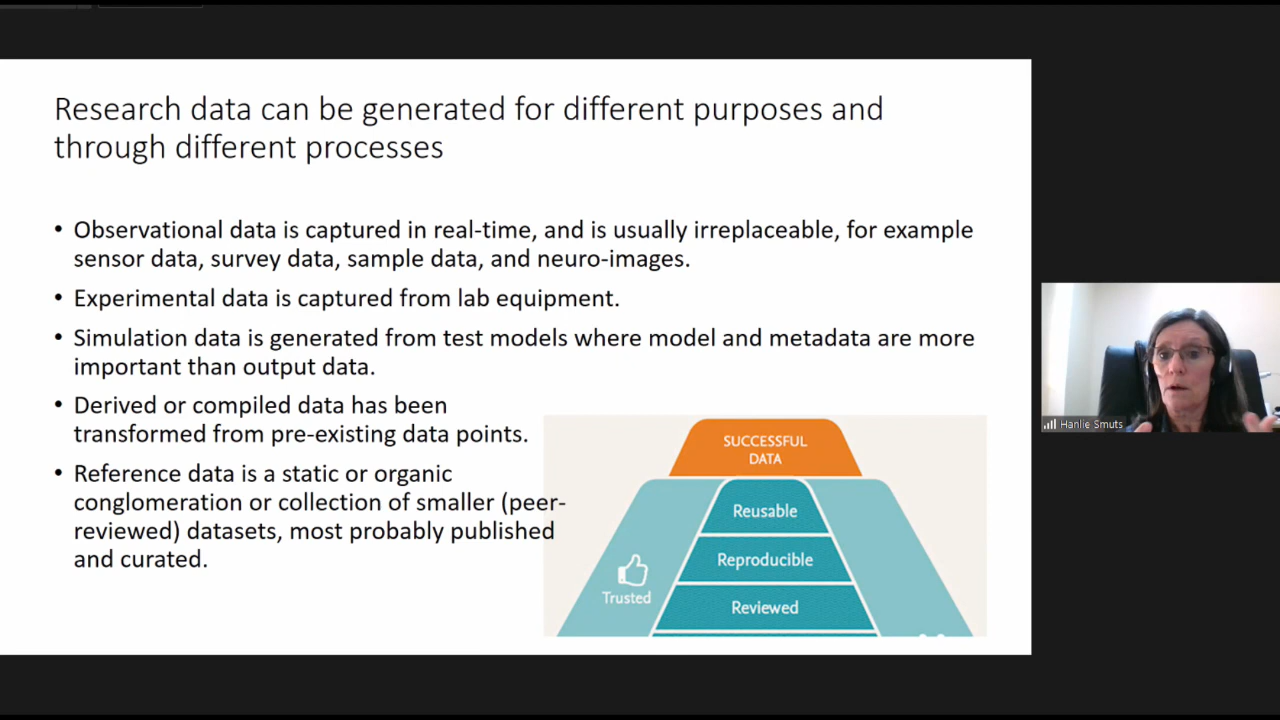 Research data can be generated for different purposes and
through different processes
• Observational data is captured in real-time, and is usually irreplaceable, for example
sensor data, survey data, sample data, and neuro-images.
• Experimental data is captured from lab equipment.
• Simulation data is generated from test models where model and metadata are more
important than output data.
• Derived or compiled data has been
transformed from pre-existing data points.
• Reference data is a static or organic
conglomeration or collection of smaller (peer-
reviewed) datasets, most probably published
and curated.
SUCCESSFUL
DATA
Reusable
Reproducible
Reviewed
Trusted
Hanlie Smuts